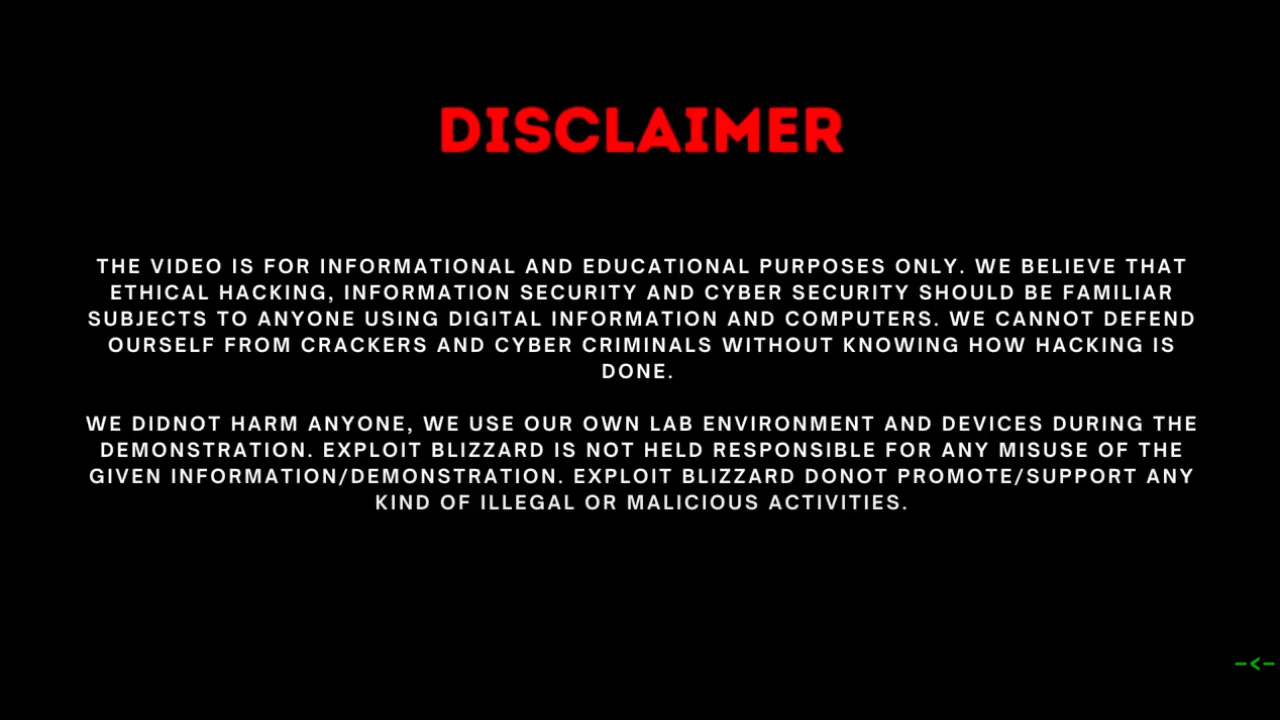 DISCLAIMER
THE VIDEO IS FOR INFORMATIONAL AND EDUCATIONAL PURPOSES ONLY. WE BELIEVE THAT
ETHICAL HACKING, INFORMATION SECURITY AND CYBER SECURITY SHOULD BE FAMILIAR
SUBJECTS TO ANYONE USING DIGITAL INFORMATION AND COMPUTERS. WE CANNOT DEFEND
OURSELF FROM CRACKERS AND CYBER CRIMINALS WITHOUT KNOWING HOW HACKING IS
DONE.
WE DIDNOT HARM ANYONE, WE USE OUR OWN LAB ENVIRONMENT AND DEVICES DURING THE
DEMONSTRATION. EXPLOIT BLIZZARD IS NOT HELD RESPONSIBLE FOR ANY MISUSE OF THE
GIVEN INFORMATION/DEMONSTRATION. EXPLOIT BLIZZARD DONOT PROMOTE/SUPPORT ANY
KIND OF ILLEGAL OR MALICIOUS ACTIVITIES.
-<-